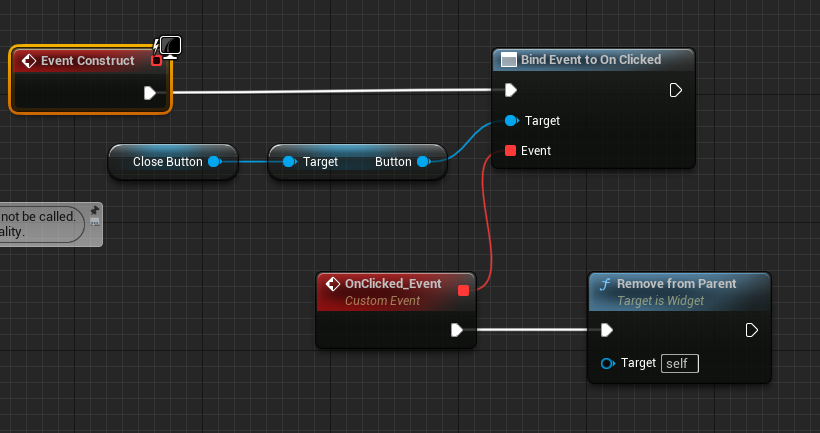 Event Construct
Bind Event to On Clicked
Target
Event
Close Button
Target
Button
not be called.
ality.
OnClicked_Event
Custom Event
Remove from Parent
Target is Widget
Target
self